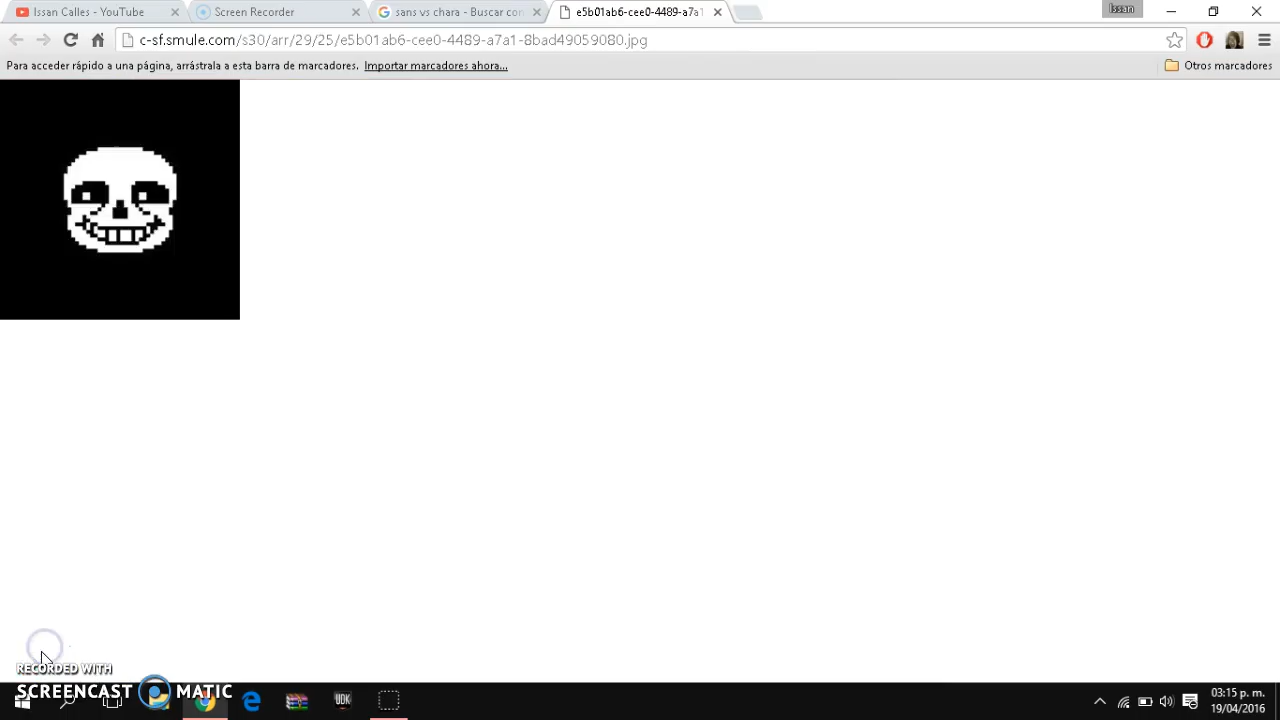 Issan Calles - YouTube
Screen Recorder
sans vs chara - Buscar con
e5b01ab6-cee0-4489-a7a1
Issan
c-sf.smule.com/s30/arr/29/25/e5b01ab6-cee0-4489-a7a1-8bad49059080.jpg
Para acceder rápido a una página, arrástrala a esta barra de marcadores. Importar marcadores ahora...
Otros marcadores
RECORDED WITH
SCREENCAST MATIC
UDK
03:15 p. m.
19/04/2016